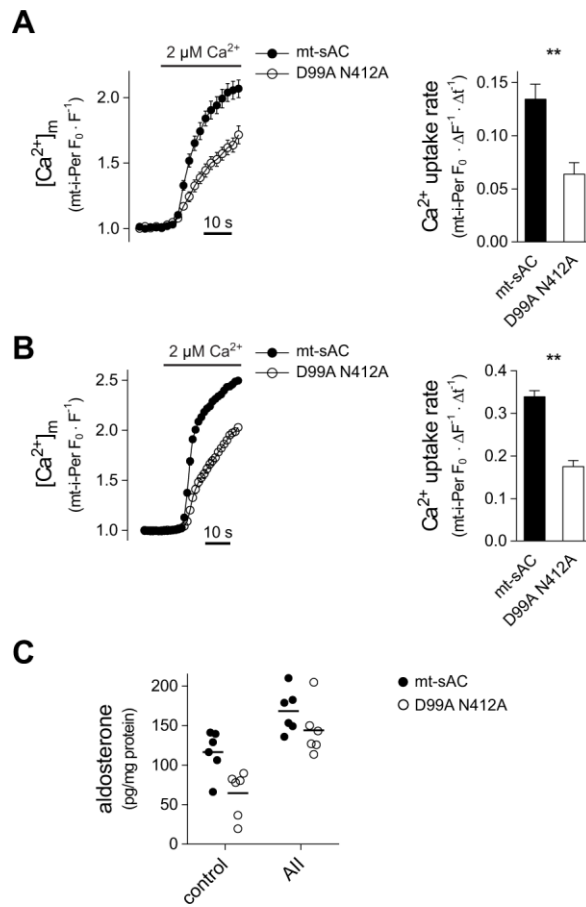 A
2 µM Ca²⁺
mt-sAC
D99A N412A
[Ca²⁺]m
(mt-i-Per F₀ · F⁻¹)
2.0
1.5
1.0
10 s
**
Ca²⁺ uptake rate
(mt-i-Per F₀ · ΔF⁻¹ · Δt⁻¹)
0.15
0.10
0.05
0.00
mt-sAC
D99A N412A
B
2 µM Ca²⁺
mt-sAC
D99A N412A
[Ca²⁺]m
(mt-i-Per F₀ · F⁻¹)
2.5
2.0
1.5
1.0
10 s
**
Ca²⁺ uptake rate
(mt-i-Per F₀ · ΔF⁻¹ · Δt⁻¹)
0.4
0.3
0.2
0.1
0.0
mt-sAC
D99A N412A
C
mt-sAC
D99A N412A
aldosterone
(pg/mg protein)
200
150
100
50
0
control
AII